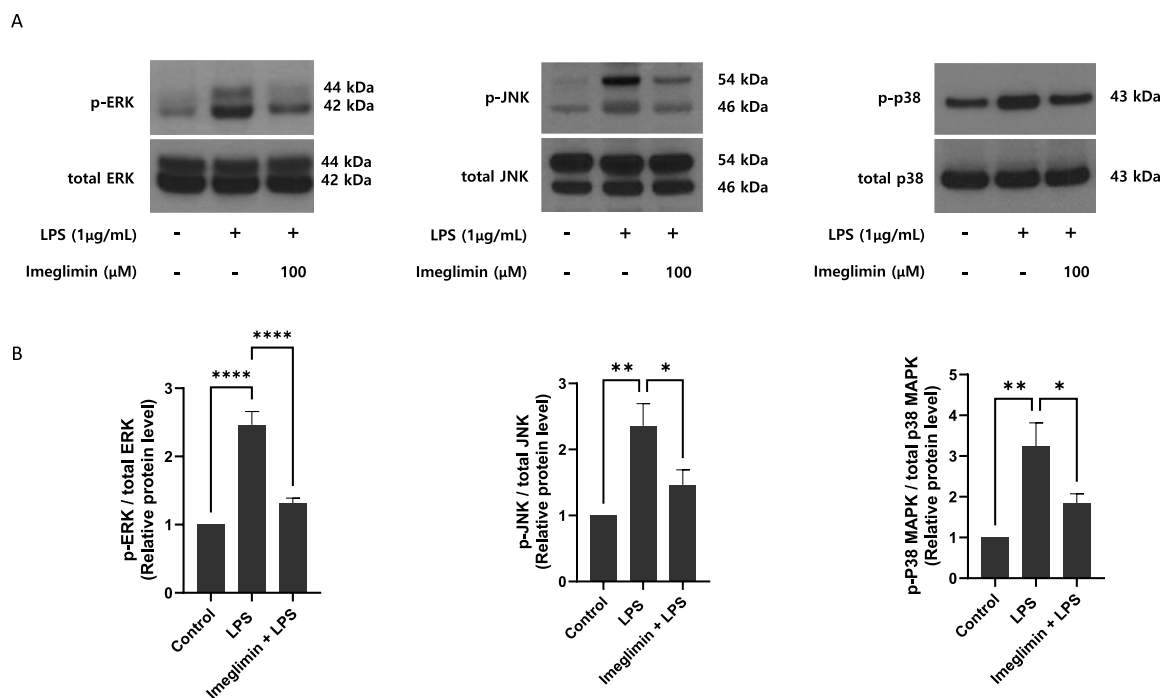 A
p-ERK
44 kDa
42 kDa
total ERK
44 kDa
42 kDa
LPS (1μg/mL) - + +
Imeglimin (μM) - - 100
p-JNK
54 kDa
46 kDa
total JNK
54 kDa
46 kDa
LPS (1μg/mL) - + +
Imeglimin (μM) - - 100
p-p38
43 kDa
total p38
43 kDa
LPS (1μg/mL) - + +
Imeglimin (μM) - - 100
B
p-ERK / total ERK
(Relative protein level)
3
2
1
0
****
****
Control
LPS
Imeglimin + LPS
p-JNK / total JNK
(Relative protein level)
3
2
1
0
** *
Control
LPS
Imeglimin + LPS
p-P38 MAPK / total p38 MAPK
(Relative protein level)
5
4
3
2
1
0
** *
Control
LPS
Imeglimin + LPS